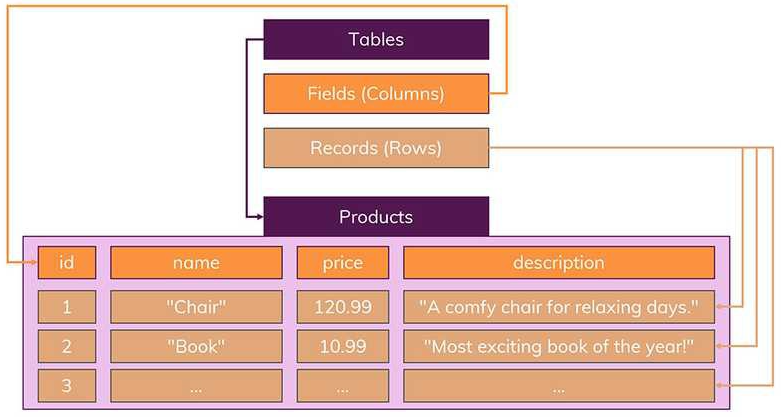 Tables
Fields (Columns)
Records (Rows)
Products
id name price description
1 "Chair" 120.99 "A comfy chair for relaxing days."
2 "Book" 10.99 "Most exciting book of the year!"
3 ... ... ...